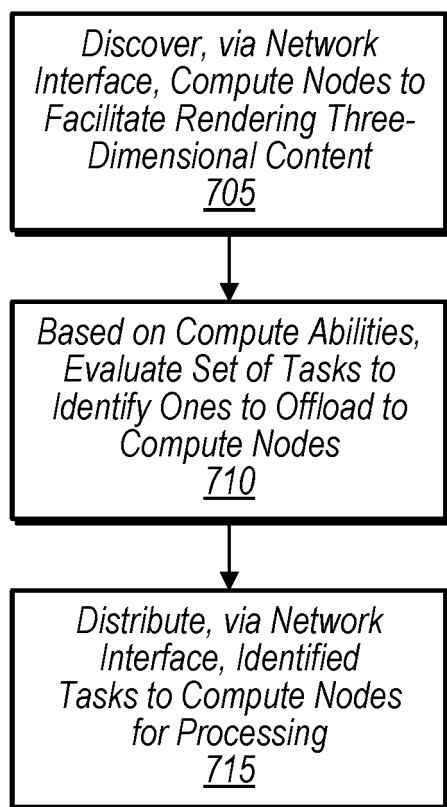 Discover, via Network
Interface, Compute Nodes to
Facilitate Rendering Three-
Dimensional Content
705
Based on Compute Abilities,
Evaluate Set of Tasks to
Identify Ones to Offload to
Compute Nodes
710
Distribute, via Network
Interface, Identified
Tasks to Compute Nodes
for Processing
715